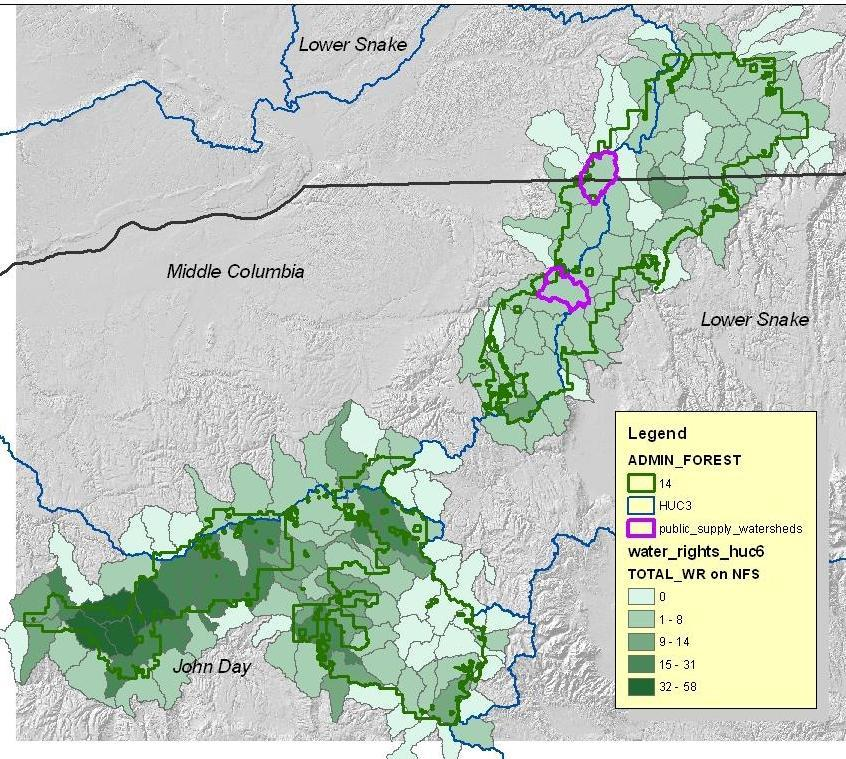 Lower Snake
Middle Columbia
Lower Snake
John Day
Legend
ADMIN_FOREST
14
HUC3
public_supply_watersheds
water_rights_huc6
TOTAL_WR on NFS
0
1 - 8
9 - 14
15 - 31
32 - 58